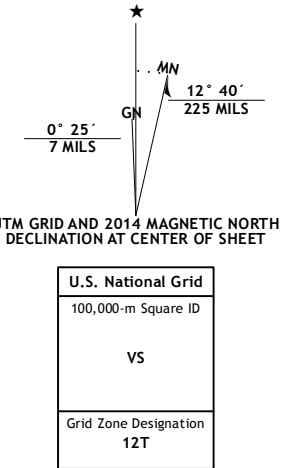 ★
MN
GN
12° 40´
225 MILS
0° 25´
7 MILS
UTM GRID AND 2014 MAGNETIC NORTH
DECLINATION AT CENTER OF SHEET
U.S. National Grid
100,000-m Square ID
VS
Grid Zone Designation
12T